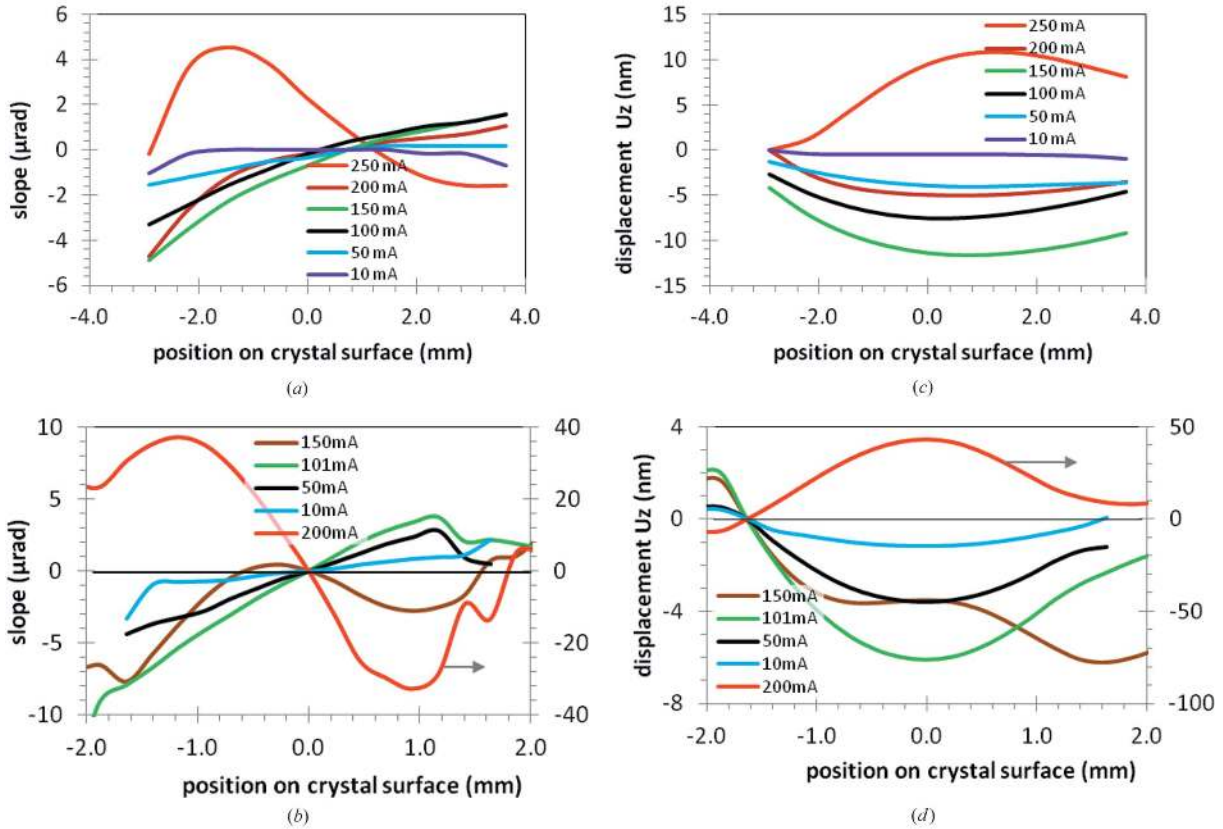 6
4
2
0
-2
-4
-6
slope (µrad)
250 mA
200 mA
150 mA
100 mA
50 mA
10 mA
-4.0 -2.0 0.0 2.0 4.0
position on crystal surface (mm)
(a)
15
10
5
0
-5
-10
-15
displacement Uz (nm)
250 mA
200 mA
150 mA
100 mA
50 mA
10 mA
-4.0 -2.0 0.0 2.0 4.0
position on crystal surface (mm)
(c)
10
5
0
-5
-10
slope (µrad)
150mA
101mA
50mA
10mA
200mA
40
20
0
-20
-40
-2.0 -1.0 0.0 1.0 2.0
position on crystal surface (mm)
(b)
4
0
-4
-8
displacement Uz (nm)
150mA
101mA
50mA
10mA
200mA
50
0
-50
-100
-2.0 -1.0 0.0 1.0 2.0
position on crystal surface (mm)
(d)